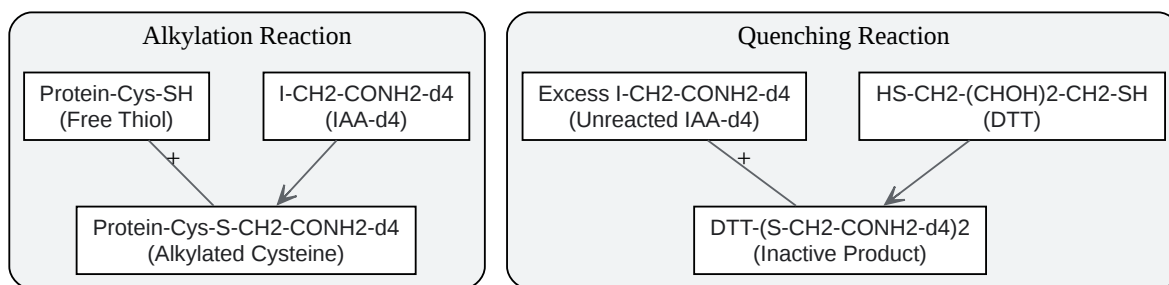 Alkylation Reaction
Protein-Cys-SH
(Free Thiol)
I-CH2-CONH2-d4
(IAA-d4)
+
Protein-Cys-S-CH2-CONH2-d4
(Alkylated Cysteine)
Quenching Reaction
Excess I-CH2-CONH2-d4
(Unreacted IAA-d4)
HS-CH2-(CHOH)2-CH2-SH
(DTT)
+
DTT-(S-CH2-CONH2-d4)2
(Inactive Product)